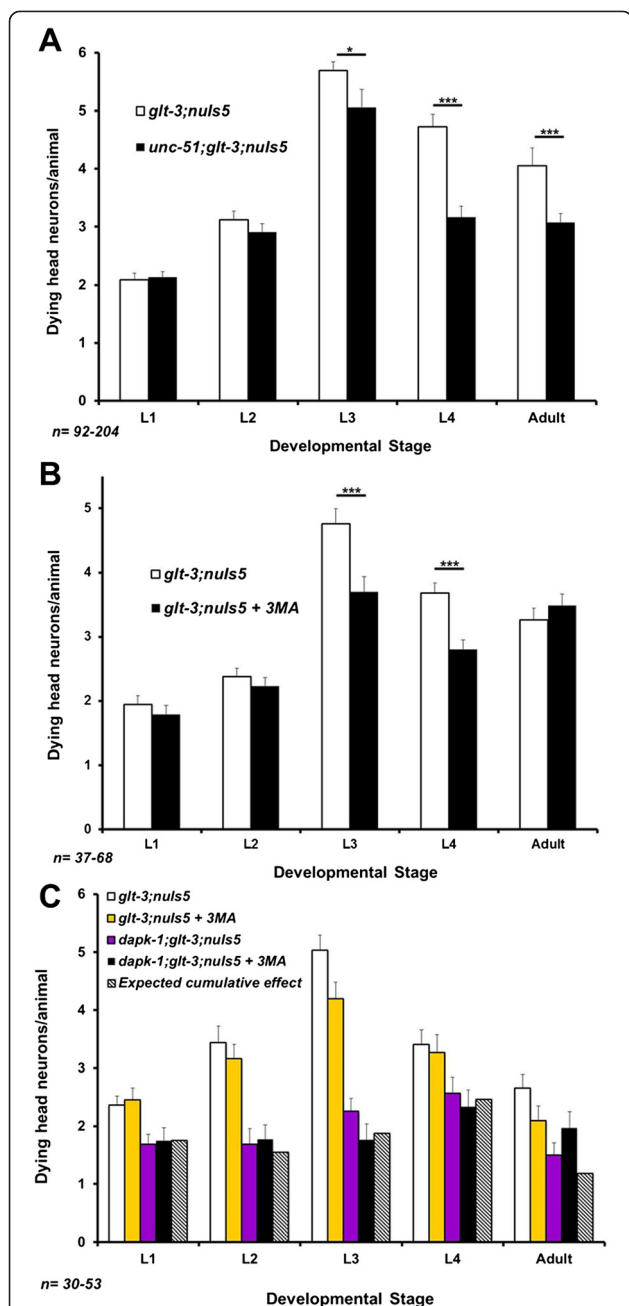 A
6
5
4
3
2
1
0
Dying head neurons/animal
glt-3;nuIs5
unc-51;glt-3;nuIs5
*
***
***
L1 L2 L3 L4 Adult
n= 92-204
Developmental Stage
B
5
4
3
2
1
0
Dying head neurons/animal
glt-3;nuIs5
glt-3;nuIs5 + 3MA
***
***
L1 L2 L3 L4 Adult
n= 37-68
Developmental Stage
C
6
5
4
3
2
1
0
Dying head neurons/animal
glt-3;nuIs5
glt-3;nuIs5 + 3MA
dapk-1;glt-3;nuIs5
dapk-1;glt-3;nuIs5 + 3MA
Expected cumulative effect
L1 L2 L3 L4 Adult
n= 30-53
Developmental Stage